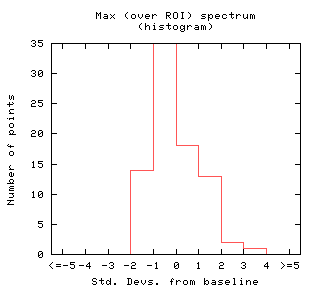 Max (over ROI) spectrum
(histogram)
35
30
25
20
15
10
5
0
Number of points
<=-5 -4 -3 -2 -1 0 1 2 3 4 >=5
Std. Devs. from baseline